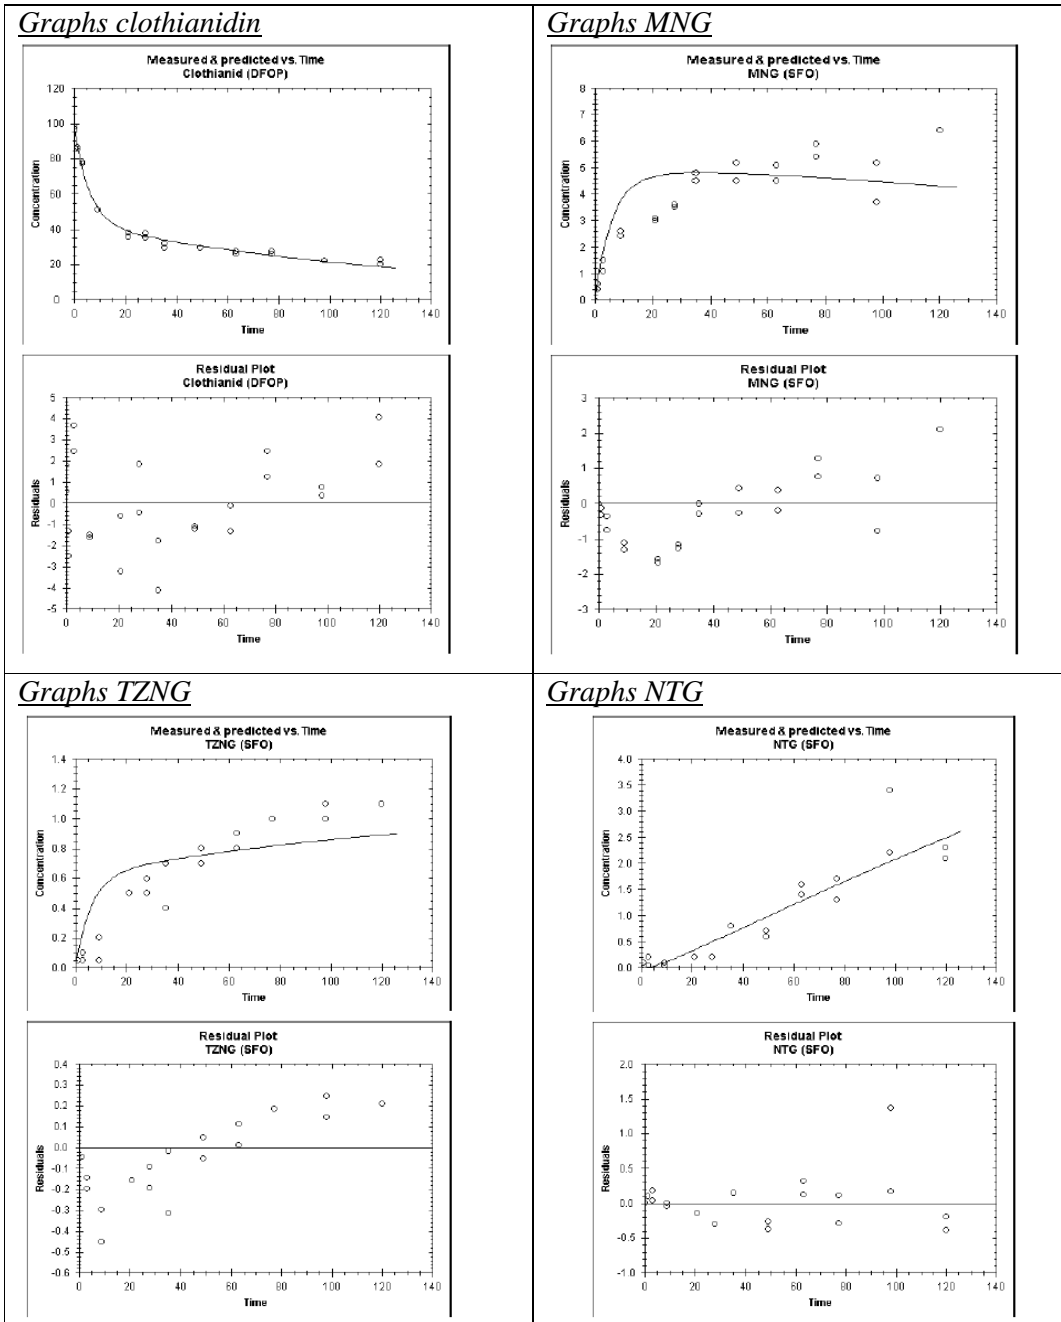 Graphs clothianidin
Measured & predicted vs. Time
Clothianid (DFOP)
Concentration
120
100
80
60
40
20
0
0 20 40 60 80 100 120 140
Time
Residual Plot
Clothianid (DFOP)
Residuals
5
4
3
2
1
0
-1
-2
-3
-4
-5
0 20 40 60 80 100 120 140
Time
Graphs MNG
Measured & predicted vs. Time
MNG (SFO)
Concentration
8
7
6
5
4
3
2
1
0
0 20 40 60 80 100 120 140
Time
Residual Plot
MNG (SFO)
Residuals
3
2
1
0
-1
-2
-3
0 20 40 60 80 100 120 140
Time
Graphs TZNG
Measured & predicted vs. Time
TZNG (SFO)
Concentration
1.4
1.2
1.0
0.8
0.6
0.4
0.2
0.0
0 20 40 60 80 100 120 140
Time
Residual Plot
TZNG (SFO)
Residuals
0.4
0.3
0.2
0.1
0.0
-0.1
-0.2
-0.3
-0.4
-0.5
-0.6
0 20 40 60 80 100 120 140
Time
Graphs NTG
Measured & predicted vs. Time
NTG (SFO)
Concentration
4.0
3.5
3.0
2.5
2.0
1.5
1.0
0.5
0.0
0 20 40 60 80 100 120 140
Time
Residual Plot
NTG (SFO)
Residuals
2.0
1.5
1.0
0.5
0.0
-0.5
-1.0
0 20 40 60 80 100 120 140
Time